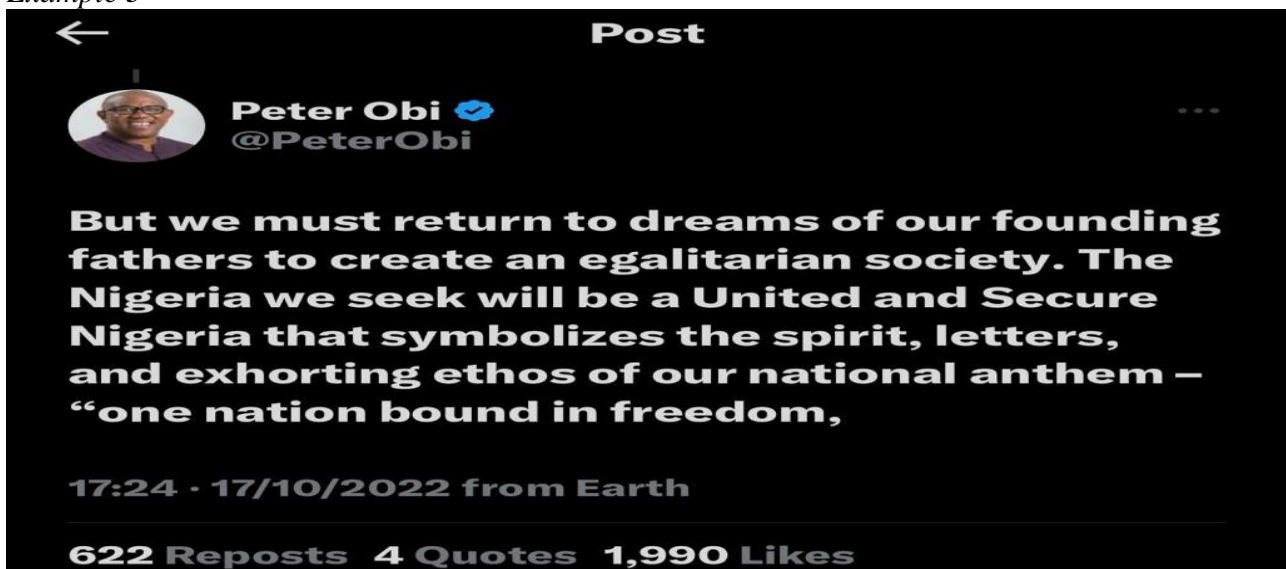 Example 3
Post
Peter Obi
@PeterObi
But we must return to dreams of our founding
fathers to create an egalitarian society. The
Nigeria we seek will be a United and Secure
Nigeria that symbolizes the spirit, letters,
and exhorting ethos of our national anthem –
“one nation bound in freedom,
17:24 · 17/10/2022 from Earth
622 Reposts 4 Quotes 1,990 Likes